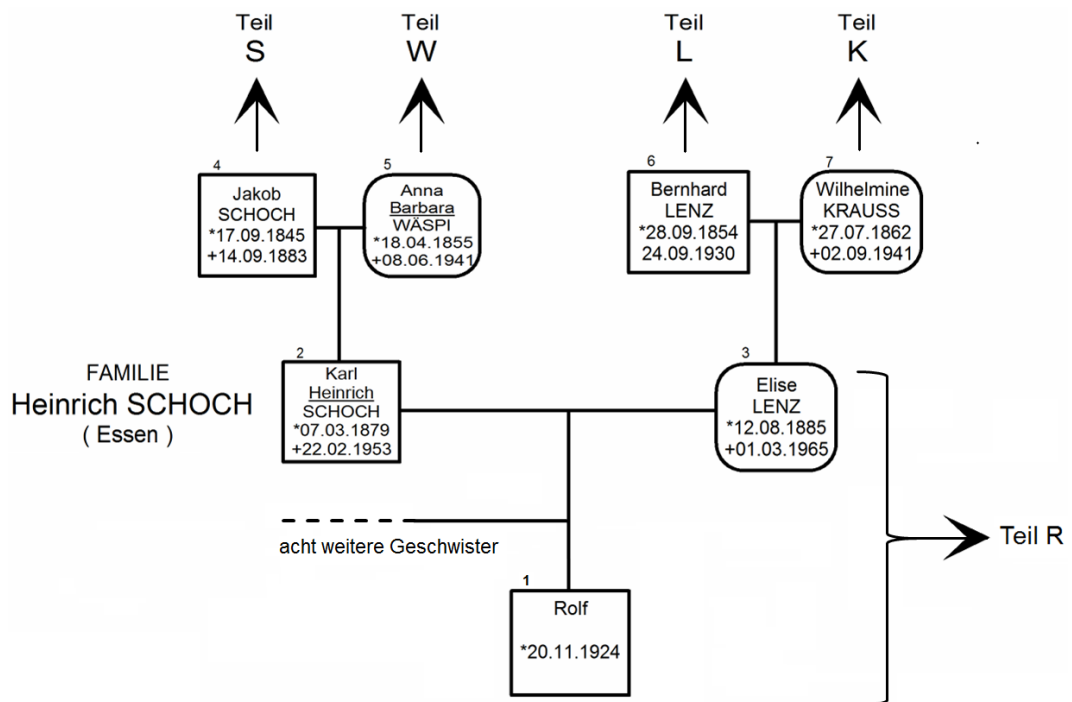 Teil
S
Teil
W
Teil
L
Teil
K
4
Jakob
SCHOCH
*17.09.1845
+14.09.1883
5
Anna
Barbara
WÄSPI
*18.04.1855
+08.06.1941
6
Bernhard
LENZ
*28.09.1854
24.09.1930
7
Wilhelmine
KRAUSS
*27.07.1862
+02.09.1941
FAMILIE
Heinrich SCHOCH
( Essen )
2
Karl
Heinrich
SCHOCH
*07.03.1879
+22.02.1953
3
Elise
LENZ
*12.08.1885
+01.03.1965
acht weitere Geschwister
Teil R
1
Rolf
*20.11.1924